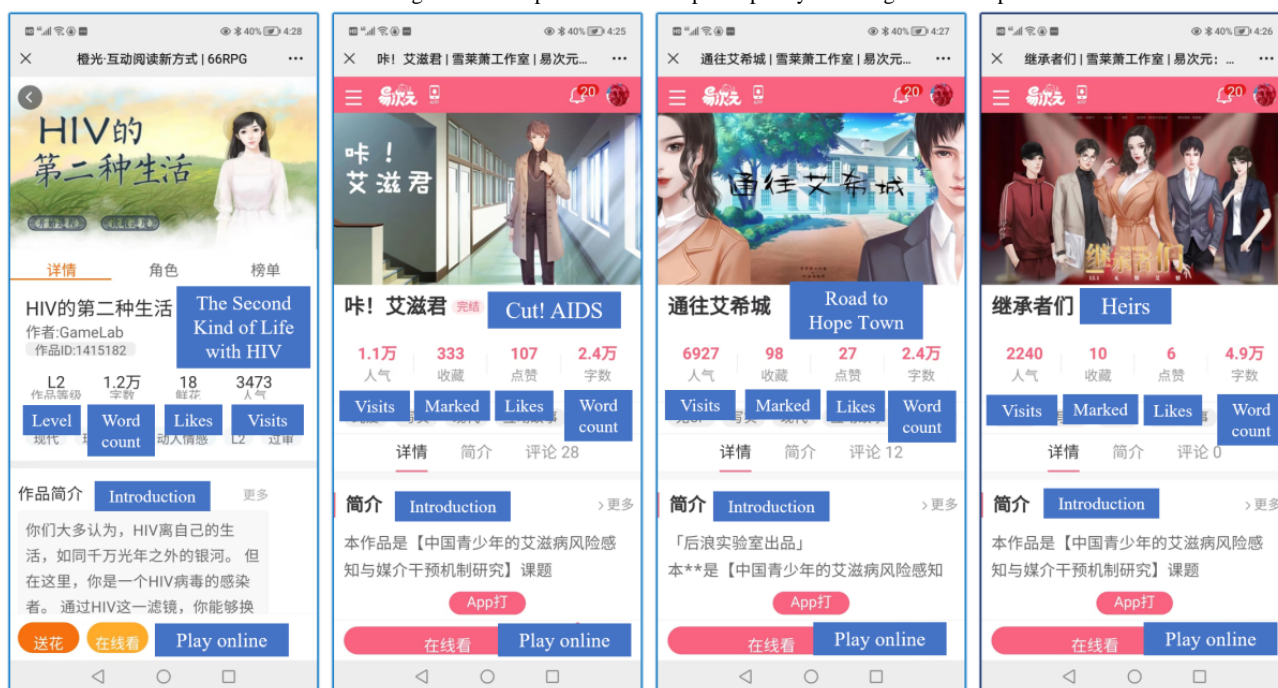 4:28
橙光·互动阅读新方式 | 66RPG
HIV的
第二种生活
详情 角色 榜单
HIV的第二种生活
The Second
Kind of Life
with HIV
作者:GameLab
作品ID:1415182
L2 1.2万 18 3473
作品等级 字数 鲜花 人气
Level Word count Likes Visits
现代 动人情感 L2 过审
作品简介 Introduction 更多
你们大多认为，HIV离自己的生
活，如同千万光年之外的银河。但
在这里，你是一个HIV病毒的感染
者。通过HIV这一滤镜，你能够换
送花 在线看 Play online
40% 4:25
咔！艾滋君 | 雪莱萧工作室 | 易次元...
易次元 20
咔！
艾滋君
咔！艾滋君 完结 Cut! AIDS
1.1万 333 107 2.4万
人气 收藏 点赞 字数
Visits Marked Likes Word count
详情 简介 评论 28
简介 Introduction >更多
本作品是【中国青少年的艾滋病风险感
知与媒介干预机制研究】课题
App打
在线看 Play online
40% 4:27
通往艾希城 | 雪莱萧工作室 | 易次元...
易次元 20
通往艾希城
通往艾希城 Road to
Hope Town
6927 98 27 2.4万
人气 收藏 点赞 字数
Visits Marked Likes Word count
详情 简介 评论 12
简介 Introduction >更多
「后浪实验室出品」
本**是【中国青少年的艾滋病风险感知
App打
在线看 Play online
40% 4:26
继承者们 | 雪莱萧工作室 | 易次元：...
易次元 20
继承者们
继承者们 Heirs
2240 10 6 4.9万
人气 收藏 点赞 字数
Visits Marked Likes Word count
详情 简介 评论 0
简介 Introduction >更多
本作品是【中国青少年的艾滋病风险感
知与媒介干预机制研究】课题
App打
在线看 Play online